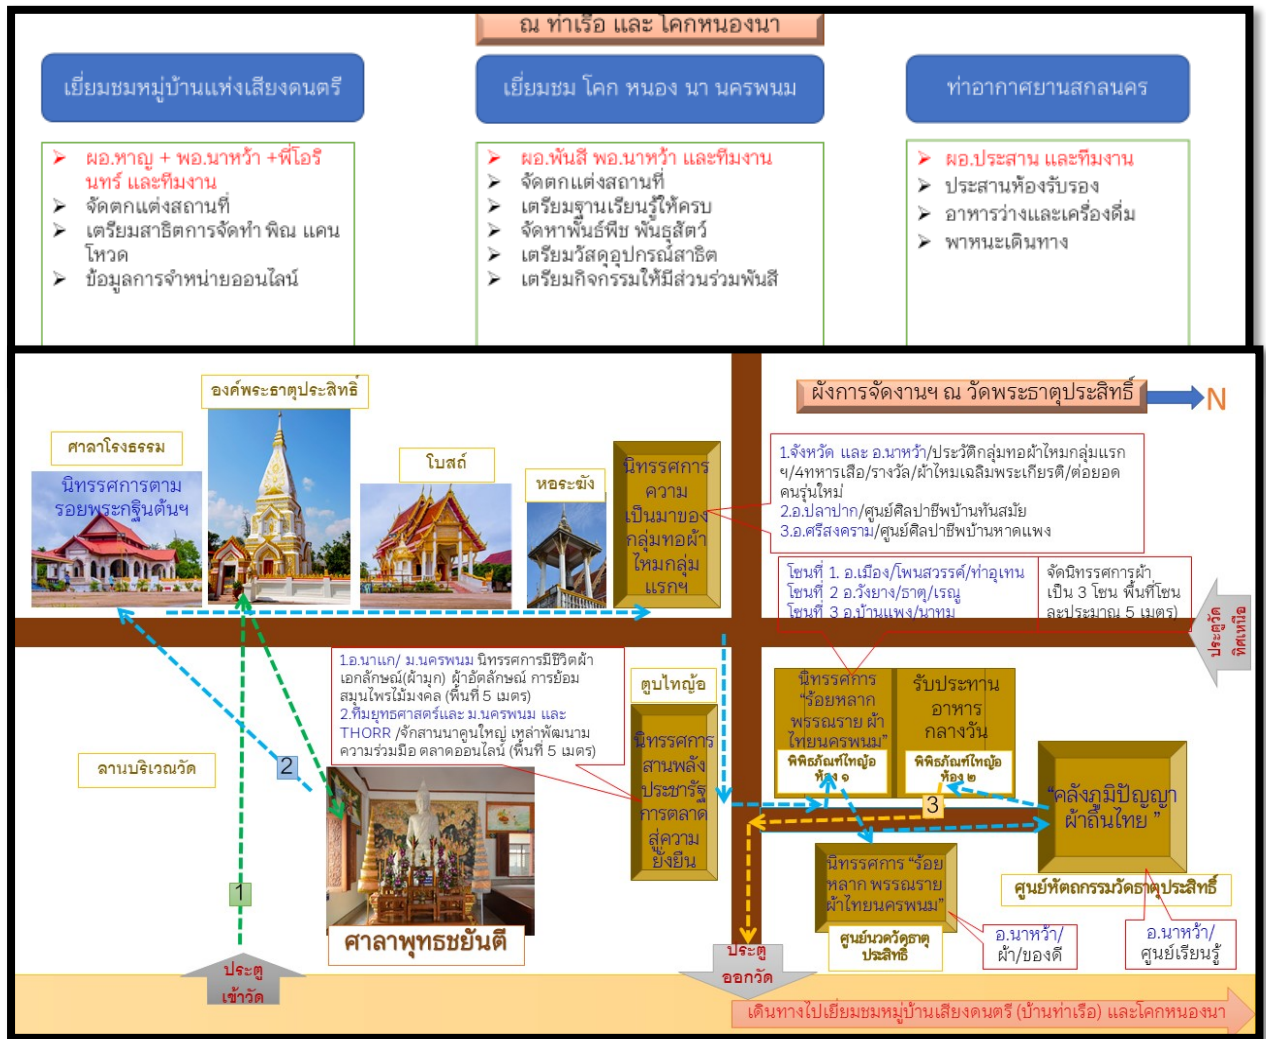 ณ ท่าเรือ และ โคกหนองนา
เยี่ยมชมหมู่บ้านแห่งเสียงดนตรี
ผอ.หาญ + พอ.นาหว้า +พี่โอริ
นทร์ และทีมงาน
จัดตกแต่งสถานที่
เตรียมสาธิตการจัดทำ พิณ แคน
โหวด
ข้อมูลการจำหน่ายออนไลน์
เยี่ยมชม โคก หนอง นา นครพนม
ผอ.พันสี พอ.นาหว้า และทีมงาน
จัดตกแต่งสถานที่
เตรียมฐานเรียนรู้ให้ครบ
จัดหาพันธ์พืช พันธุสัตว์
เตรียมวัสดุอุปกรณ์สาธิต
เตรียมกิจกรรมให้มีส่วนร่วมพันสี
ท่าอากาศยานสกลนคร
ผอ.ประสาน และทีมงาน
ประสานห้องรับรอง
อาหารว่างและเครื่องดื่ม
พาหนะเดินทาง
ผังการจัดงานฯ ณ วัดพระธาตุประสิทธิ์
N
องค์พระธาตุประสิทธิ์
ศาลาโรงธรรม
นิทรรศการตาม
รอยพระกฐินต้นฯ
โบสถ์
หอระฆัง
นิทรรศการ
ความ
เป็นมาของ
กลุ่มทอผ้า
ไหมกลุ่ม
แรกฯ
1.จังหวัด และ อ.นาหว้า/ประวัติกลุ่มทอผ้าไหมกลุ่มแรก
ฯ/4ทหารเสือ/รางวัล/ผ้าไหมเฉลิมพระเกียรติ/ต่อยอด
คนรุ่นใหม่
2.อ.ปลาปาก/ศูนย์ศิลปาชีพบ้านทันสมัย
3.อ.ศรีสงคราม/ศูนย์ศิลปาชีพบ้านหาดแพง
โซนที่ 1. อ.เมือง/โพนสวรรค์/ท่าอุเทน
โซนที่ 2 อ.วังยาง/ธาตุ/เรณู
โซนที่ 3 อ.บ้านแพง/นาทม
จัดนิทรรศการผ้า
เป็น 3 โซน พื้นที่โซน
ละประมาณ 5 เมตร)
ประตูวัด
ทิศเหนือ
1.อ.นาแก/ ม.นครพนม นิทรรศการมีชีวิตผ้า
เอกลักษณ์(ผ้ามุก) ผ้าอัตลักษณ์ การย้อม
สมุนไพรไม้มงคล (พื้นที่ 5 เมตร)
2.ทีมยุทธศาสตร์และ ม.นครพนม และ
THORR /จักสานนาคูนใหญ่ เหล่าพัฒนาม
ความร่วมมือ ตลาดออนไลน์ (พื้นที่ 5 เมตร)
ตูบไทญ้อ
นิทรรศการ
สานพลัง
ประชารัฐ
การตลาด
สู่ความ
ยั่งยืน
นิทรรศการ
“ร้อยหลาก
พรรณราย ผ้า
ไทยนครพนม”
พิพิธภัณฑ์ไทญ้อ
ห้อง ๑
รับประทาน
อาหาร
กลางวัน
พิพิธภัณฑ์ไทญ้อ
ห้อง ๒
“คลังภูมิปัญญา
ผ้าถิ่นไทย ”
ศูนย์หัตถกรรมวัดธาตุประสิทธิ์
ลานบริเวณวัด
2
3
1
ศาลาพุทธชยันตี
นิทรรศการ “ร้อย
หลาก พรรณราย
ผ้าไทยนครพนม”
ศูนย์นวดวัดธาตุ
ประสิทธิ์
อ.นาหว้า/
ผ้า/ของดี
อ.นาหว้า/
ศูนย์เรียนรู้
ประตู
เข้าวัด
ประตู
ออกวัด
เดินทางไปเยี่ยมชมหมู่บ้านเสียงดนตรี (บ้านท่าเรือ) และโคกหนองนา